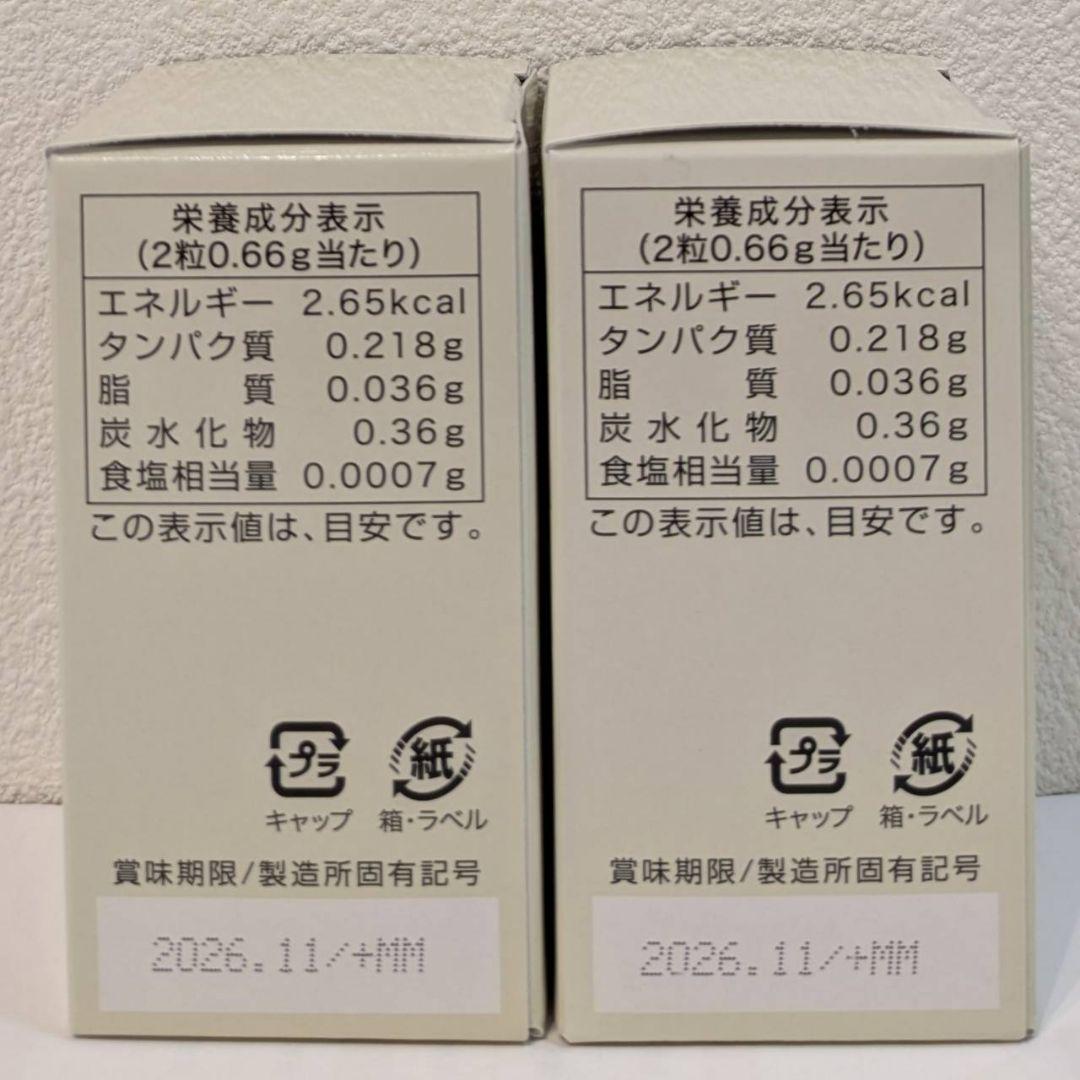 栄養成分表示
(2粒0.66g当たり)
エネルギー 2.65kcal
タンパク質 0.218g
脂質 0.036g
炭水化物 0.36g
食塩相当量 0.0007g
この表示値は、目安です。
プラ 紙
キャップ 箱・ラベル
賞味期限/製造所固有記号
2026.11/+MM
栄養成分表示
(2粒0.66g当たり)
エネルギー 2.65kcal
タンパク質 0.218g
脂質 0.036g
炭水化物 0.36g
食塩相当量 0.0007g
この表示値は、目安です。
プラ 紙
キャップ 箱・ラベル
賞味期限/製造所固有記号
2026.11/+MM